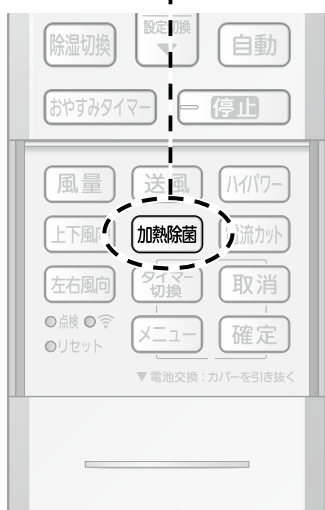 除湿切換
設定切換
自動
おやすみタイマー
停止
風量
送風
ハイパワー
上下風向
加熱除菌
電流カット
左右風向
タイマー
切換
取消
点検
リセット
メニュー
確定
▼電池交換:カバーを引き抜く